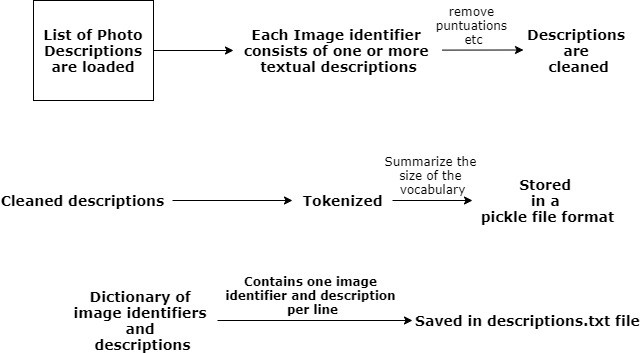 List of Photo
Descriptions
are loaded
Each Image identifier
consists of one or more
textual descriptions
remove
puntuations
etc
Descriptions
are
cleaned
Cleaned descriptions
Tokenized
Summarize the
size of the
vocabulary
Stored
in a
pickle file format
Dictionary of
image identifiers
and
descriptions
Contains one image
identifier and description
per line
Saved in descriptions.txt file